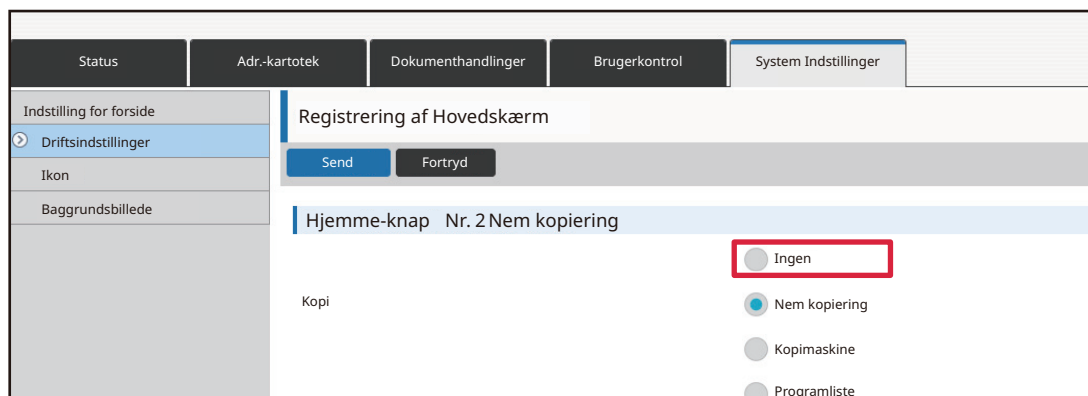 Status
Adr.-kartotek
Dokumenthandlinger
Brugerkontrol
System Indstillinger
Indstilling for forside
Driftsindstillinger
Ikon
Baggrundsbillede
Registrering af Hovedskærm
Send
Fortryd
Hjemme-knap Nr. 2 Nem kopiering
Ingen
Kopi
Nem kopiering
Kopimaskine
Programliste